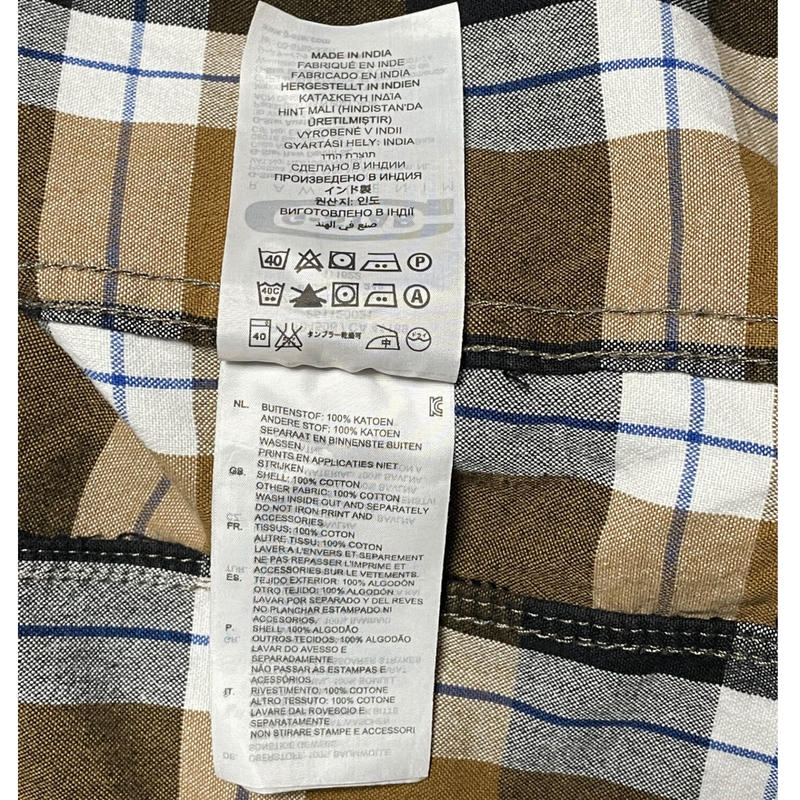 MADE IN INDIA
FABRIQUÉ EN INDE
FABRICADO EN INDIA
HERGESTELLT IN INDIEN
ΚΑΤΑΣΚΕΥΗ ΙΝΔΙΑ
HINT MALI (HINDISTAN'DA
ÜRETILMIŞTIR)
VYROBENÉ V INDII
GYÁRTÁSI HELY: INDIA
תוצרת הודו
СДЕЛАНО В ИНДИИ
ПРОИЗВЕДЕНО В ИНДИЯ
インド製
원산지: 인도
ВИГОТОВЛЕНО В ІНДІЇ
صنع في الهند
40 P
40C A
40 タンブラー乾燥可 中 ドライ
NL. BUITENSTOF: 100% KATOEN
ANDERE STOF: 100% KATOEN
SEPARAAT EN BINNENSTE BUITEN
WASSEN
PRINTS EN APPLICATIES NIET
STRIJKEN
GB. SHELL: 100% COTTON
OTHER FABRIC: 100% COTTON
WASH INSIDE OUT AND SEPARATELY
DO NOT IRON PRINT AND
ACCESSORIES
FR. TISSUS: 100% COTON
AUTRE TISSU: 100% COTON
LAVER A L'ENVERS ET SEPAREMENT
NE PAS REPASSER L'IMPRIME ET
ACCESSOIRES SUR LE VETEMENTS.
ES. TEJIDO EXTERIOR: 100% ALGODÓN
OTRO TEJIDO: 100% ALGODÓN
LAVAR POR SEPARADO Y DEL REVES
NO PLANCHAR ESTAMPADO NI
ACCESORIOS
P. SHELL: 100% ALGODÃO
OUTROS TECIDOS: 100% ALGODÃO
LAVAR DO AVESSO E
SEPARADAMENTE
NÃO PASSAR AS ESTAMPAS E
ACESSÓRIOS
IT. RIVESTIMENTO: 100% COTONE
ALTRO TESSUTO: 100% COTONE
LAVARE DAL ROVESCIO E
SEPARATAMENTE
NON STIRARE STAMPE E ACCESSORI